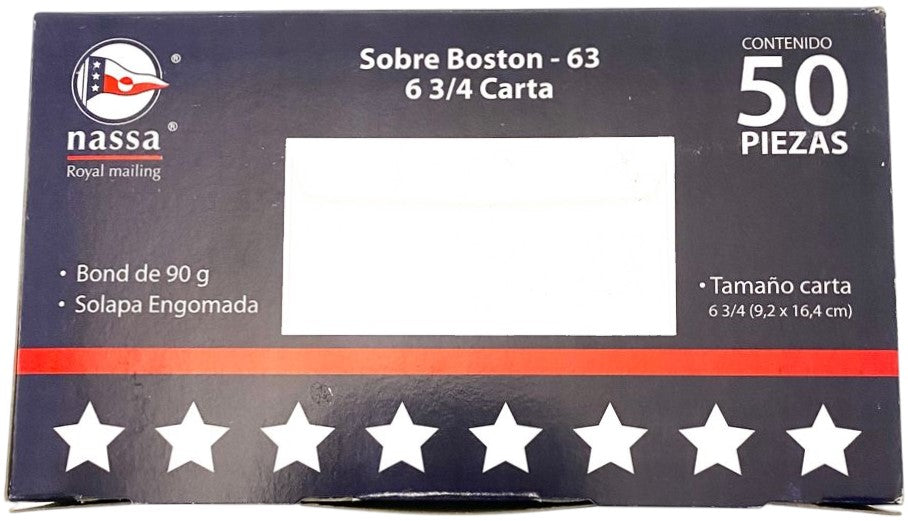 ®
nassa ®
Royal mailing
Sobre Boston - 63
6 3/4 Carta
CONTENIDO
50
PIEZAS
• Bond de 90 g
• Solapa Engomada
• Tamaño carta
6 3/4 (9,2 x 16,4 cm)